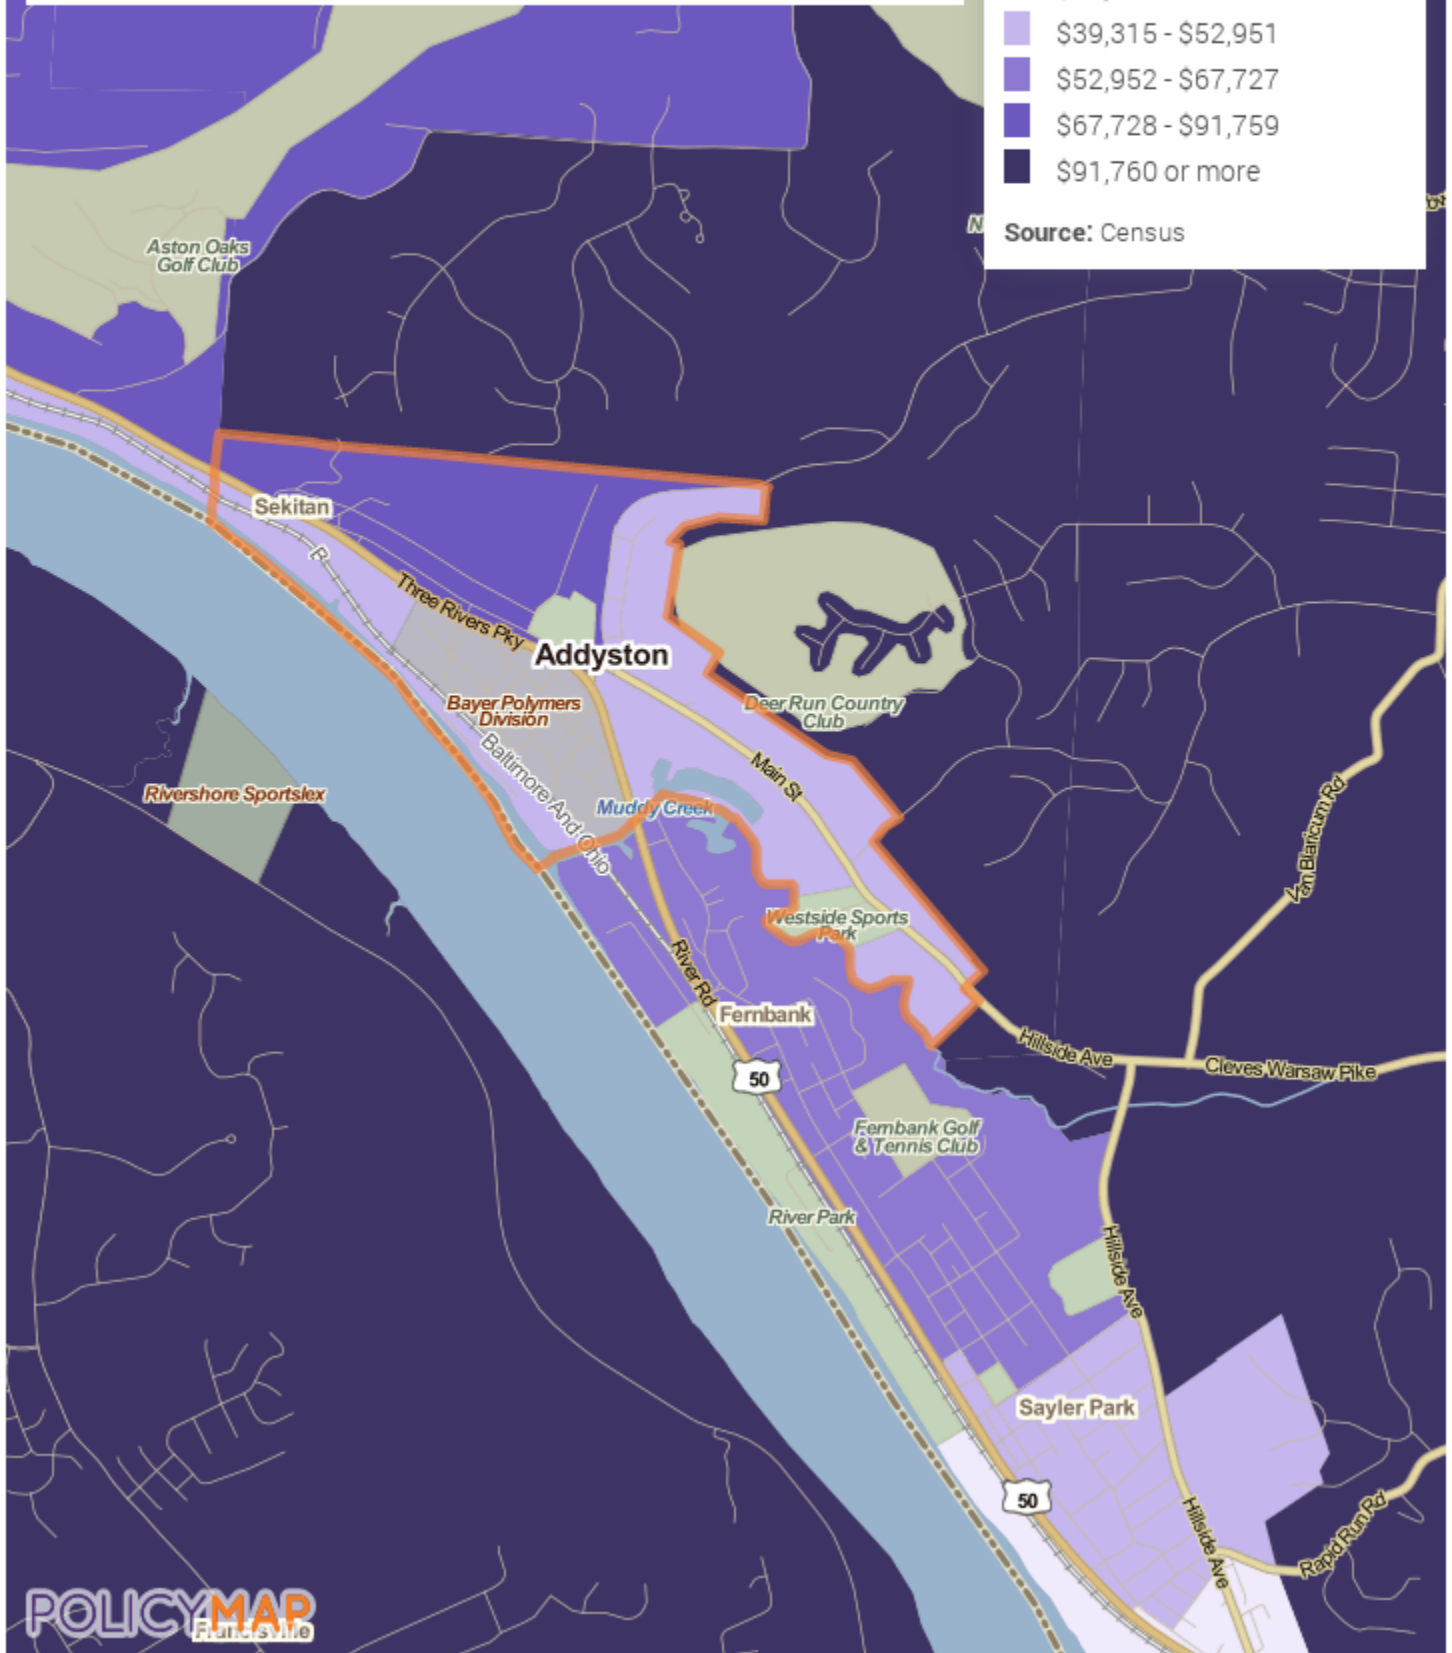 $39,315 - $52,951
$52,952 - $67,727
$67,728 - $91,759
$91,760 or more
Source: Census
Aston Oaks
Golf Club
Sekitan
Three Rivers Pky
Addyston
Bayer Polymers
Division
Deer Run Country
Club
Main St
Rivershore Sportslex
Baltimore And Ohio
Muddy Creek
Van Blaricum Rd
Westside Sports
Park
River Rd
Fernbank
Hillside Ave
Cleves Warsaw Pike
50
Fernbank Golf
& Tennis Club
River Park
Hillside Ave
Sayler Park
50
Hillside Ave
Rapid Run Rd
POLICYMAP
Francisville